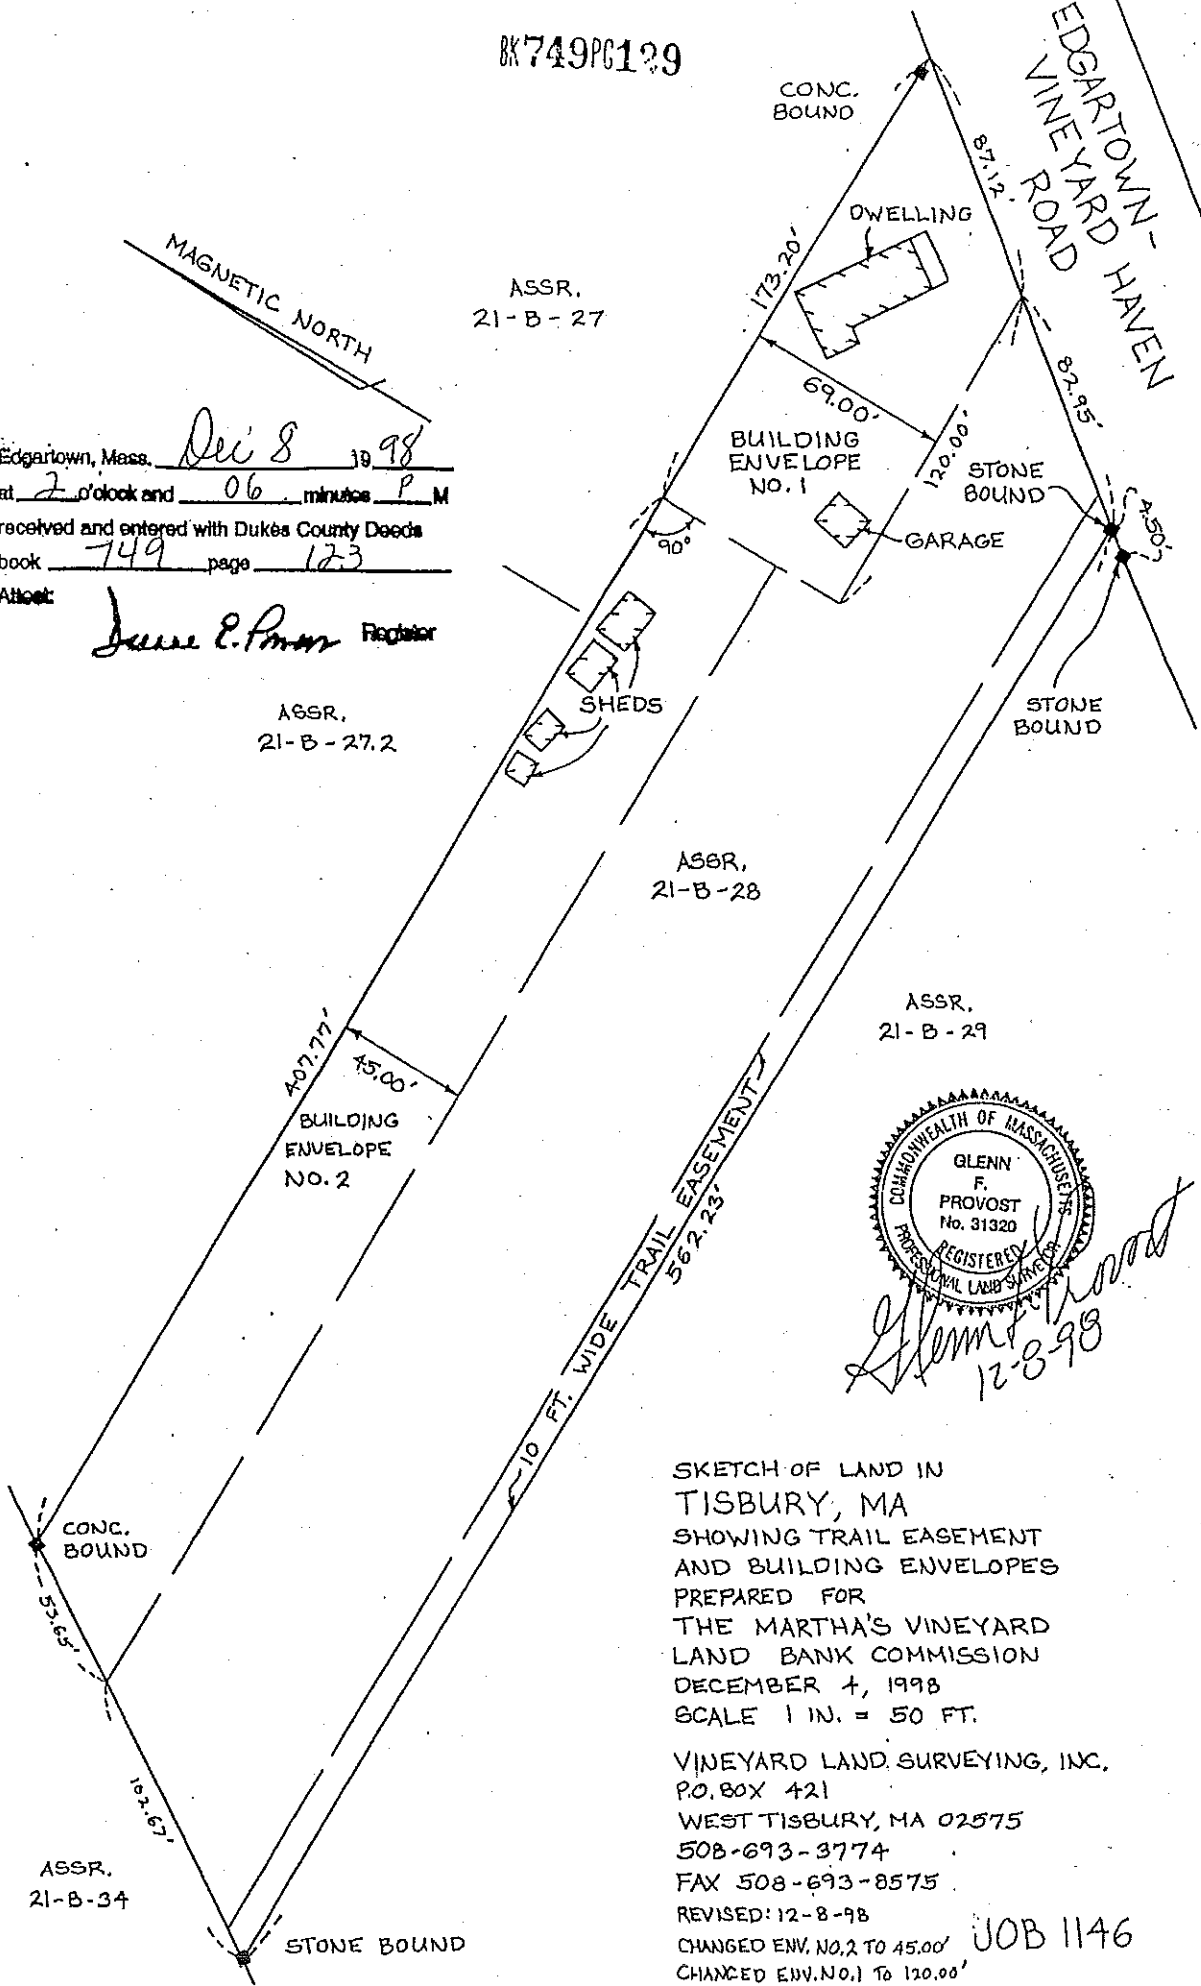 BK749PG129
CONC.
BOUND
EDGARTOWN-
VINEYARD HAVEN
ROAD
87.12'
DWELLING
173.20'
MAGNETIC NORTH
ASSR.
21-B-27
82.95'
69.00'
120.00'
BUILDING
ENVELOPE
NO. 1
STONE
BOUND
4.50'
GARAGE
90°
Edgartown, Mass. Dec 8 19 98
at 2 o'clock and 06 minutes P M
received and entered with Dukes County Deeds
book 749 page 123
Attest:
Register
SHEDS
STONE
BOUND
ASSR.
21-B-27.2
ASSR.
21-B-28
ASSR.
21-B-29
407.77'
45.00'
BUILDING
ENVELOPE
NO. 2
10 FT. WIDE TRAIL EASEMENT
562.23'
COMMONWEALTH OF MASSACHUSETTS
GLENN
F.
PROVOST
No. 31320
REGISTERED
PROFESSIONAL LAND SURVEYOR
Glenn F Provost
12-8-98
CONC.
BOUND
53.65'
102.67'
ASSR.
21-B-34
STONE BOUND
SKETCH OF LAND IN
TISBURY, MA
SHOWING TRAIL EASEMENT
AND BUILDING ENVELOPES
PREPARED FOR
THE MARTHA'S VINEYARD
LAND BANK COMMISSION
DECEMBER 4, 1998
SCALE 1 IN. = 50 FT.
VINEYARD LAND SURVEYING, INC.
P.O. BOX 421
WEST TISBURY, MA 02575
508-693-3774
FAX 508-693-8575
REVISED: 12-8-98
CHANGED ENV. NO.2 TO 45.00'
CHANGED ENV. NO.1 TO 120.00'
JOB 1146